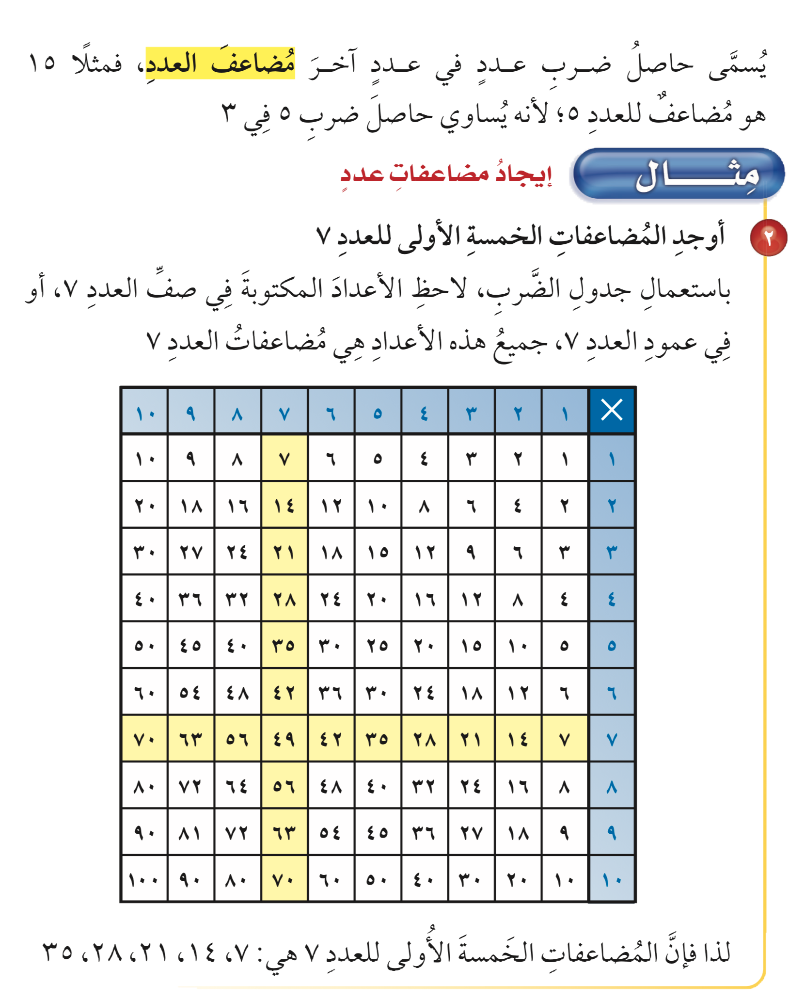 يُسمَّى حاصلُ ضربِ عددٍ في عددٍ آخرَ مُضاعفَ العددِ، فمثلًا ١٥
هو مُضاعفٌ للعددِ ٥؛ لأنه يُساوي حاصلَ ضربِ ٥ فِي ٣
مِثال إيجادُ مضاعفاتِ عددٍ
٢ أوجدِ المُضاعفاتِ الخمسةِ الأولى للعددِ ٧
باستعمالِ جدولِ الضَّربِ، لاحظِ الأعدادَ المكتوبةَ فِي صفِّ العددِ ٧، أو
فِي عمودِ العددِ ٧، جميعُ هذه الأعدادِ هِي مُضاعفاتُ العددِ ٧
× ١ ٢ ٣ ٤ ٥ ٦ ٧ ٨ ٩ ١٠
١ ١ ٢ ٣ ٤ ٥ ٦ ٧ ٨ ٩ ١٠
٢ ٢ ٤ ٦ ٨ ١٠ ١٢ ١٤ ١٦ ١٨ ٢٠
٣ ٣ ٦ ٩ ١٢ ١٥ ١٨ ٢١ ٢٤ ٢٧ ٣٠
٤ ٤ ٨ ١٢ ١٦ ٢٠ ٢٤ ٢٨ ٣٢ ٣٦ ٤٠
٥ ٥ ١٠ ١٥ ٢٠ ٢٥ ٣٠ ٣٥ ٤٠ ٤٥ ٥٠
٦ ٦ ١٢ ١٨ ٢٤ ٣٠ ٣٦ ٤٢ ٤٨ ٥٤ ٦٠
٧ ٧ ١٤ ٢١ ٢٨ ٣٥ ٤٢ ٤٩ ٥٦ ٦٣ ٧٠
٨ ٨ ١٦ ٢٤ ٣٢ ٤٠ ٤٨ ٥٦ ٦٤ ٧٢ ٨٠
٩ ٩ ١٨ ٢٧ ٣٦ ٤٥ ٥٤ ٦٣ ٧٢ ٨١ ٩٠
١٠ ١٠ ٢٠ ٣٠ ٤٠ ٥٠ ٦٠ ٧٠ ٨٠ ٩٠ ١٠٠
لذا فإنَّ المُضاعفاتِ الخَمسةَ الأُولى للعددِ ٧ هي: ٧، ١٤، ٢١، ٢٨، ٣٥